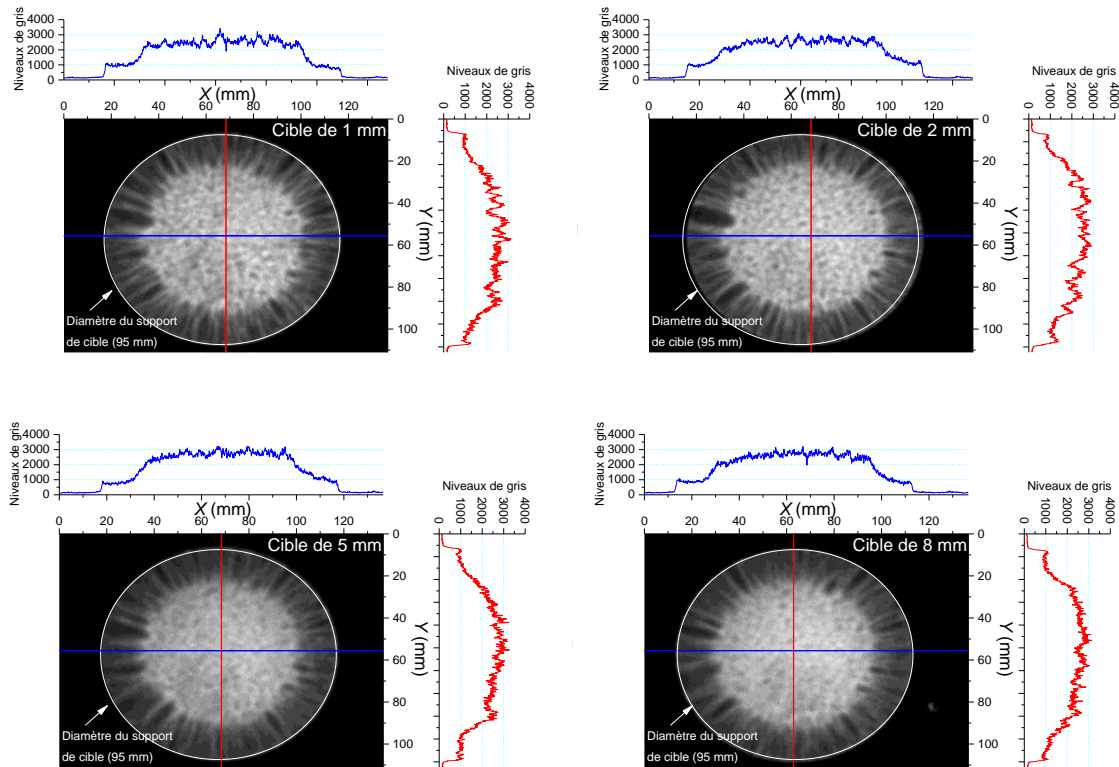 Niveaux de gris
4000
3000
2000
1000
0
0 20 40 60 80 100 120
X (mm)
Niveaux de gris
0 1000 2000 3000 4000
Cible de 1 mm
0
20
40
60
80
100
Y (mm)
Diamètre du support
de cible (95 mm)
Niveaux de gris
4000
3000
2000
1000
0
0 20 40 60 80 100 120
X (mm)
Niveaux de gris
0 1000 2000 3000 4000
Cible de 2 mm
0
20
40
60
80
100
Y (mm)
Diamètre du support
de cible (95 mm)
Niveaux de gris
4000
3000
2000
1000
0
0 20 40 60 80 100 120
X (mm)
Niveaux de gris
0 1000 2000 3000 4000
Cible de 5 mm
0
20
40
60
80
100
Y (mm)
Diamètre du support
de cible (95 mm)
Niveaux de gris
4000
3000
2000
1000
0
0 20 40 60 80 100 120
X (mm)
Niveaux de gris
0 1000 2000 3000 4000
Cible de 8 mm
0
20
40
60
80
100
Y (mm)
Diamètre du support
de cible (95 mm)